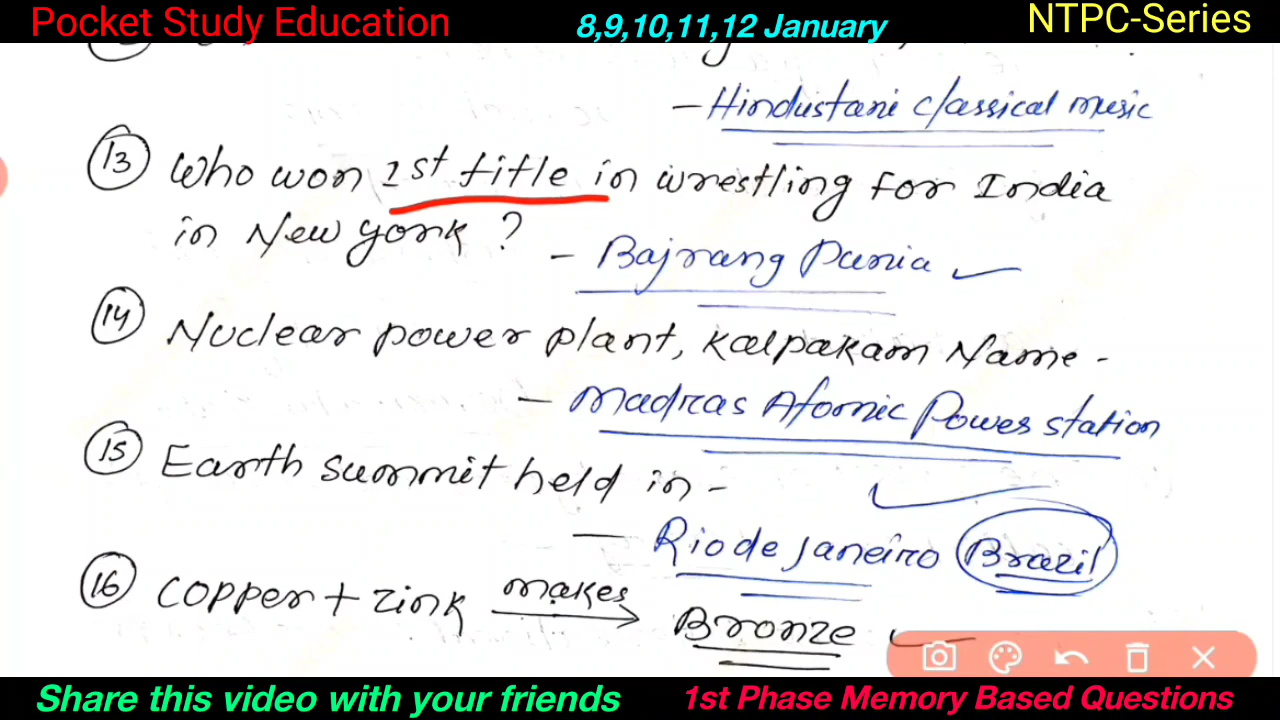 Pocket Study Education
8,9,10,11,12 January
NTPC-Series
– Hindustani classical music
13 Who won 1st title in wrestling for India
in New york ?
– Bajrang Punia
14 Nuclear power plant, Kalpakam Name -
– Madras Atomic Power station
15 Earth summit held in -
– Rio de Janeiro Brazil
16 Copper + zink makes → Bronze
Share this video with your friends
1st Phase Memory Based Questions